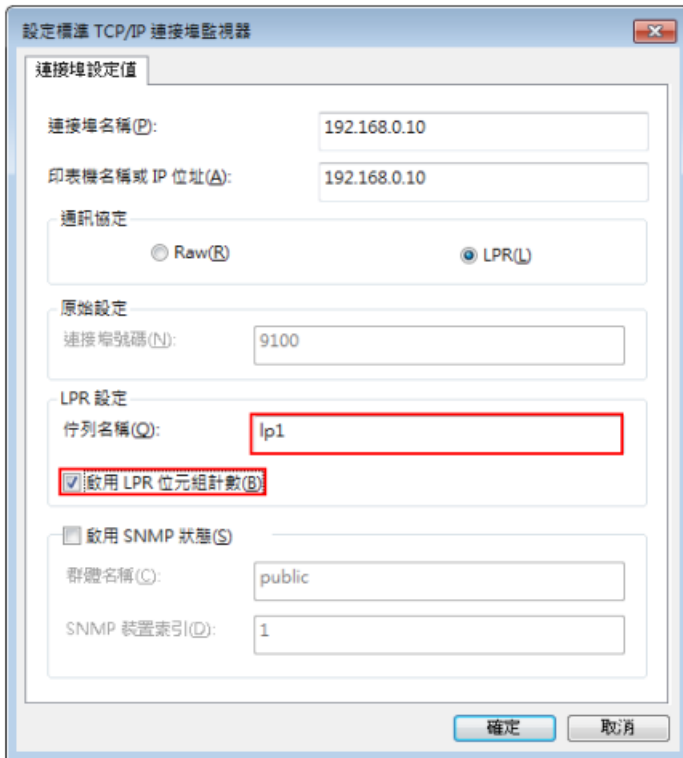 設定標準 TCP/IP 連接埠監視器
連接埠設定值
連接埠名稱(P): 192.168.0.10
印表機名稱或 IP 位址(A): 192.168.0.10
通訊協定
Raw(R) LPR(L)
原始設定
連接埠號碼(N): 9100
LPR 設定
佇列名稱(Q): lp1
啟用 LPR 位元組計數(B)
啟用 SNMP 狀態(S)
群體名稱(C): public
SNMP 裝置索引(D): 1
確定 取消